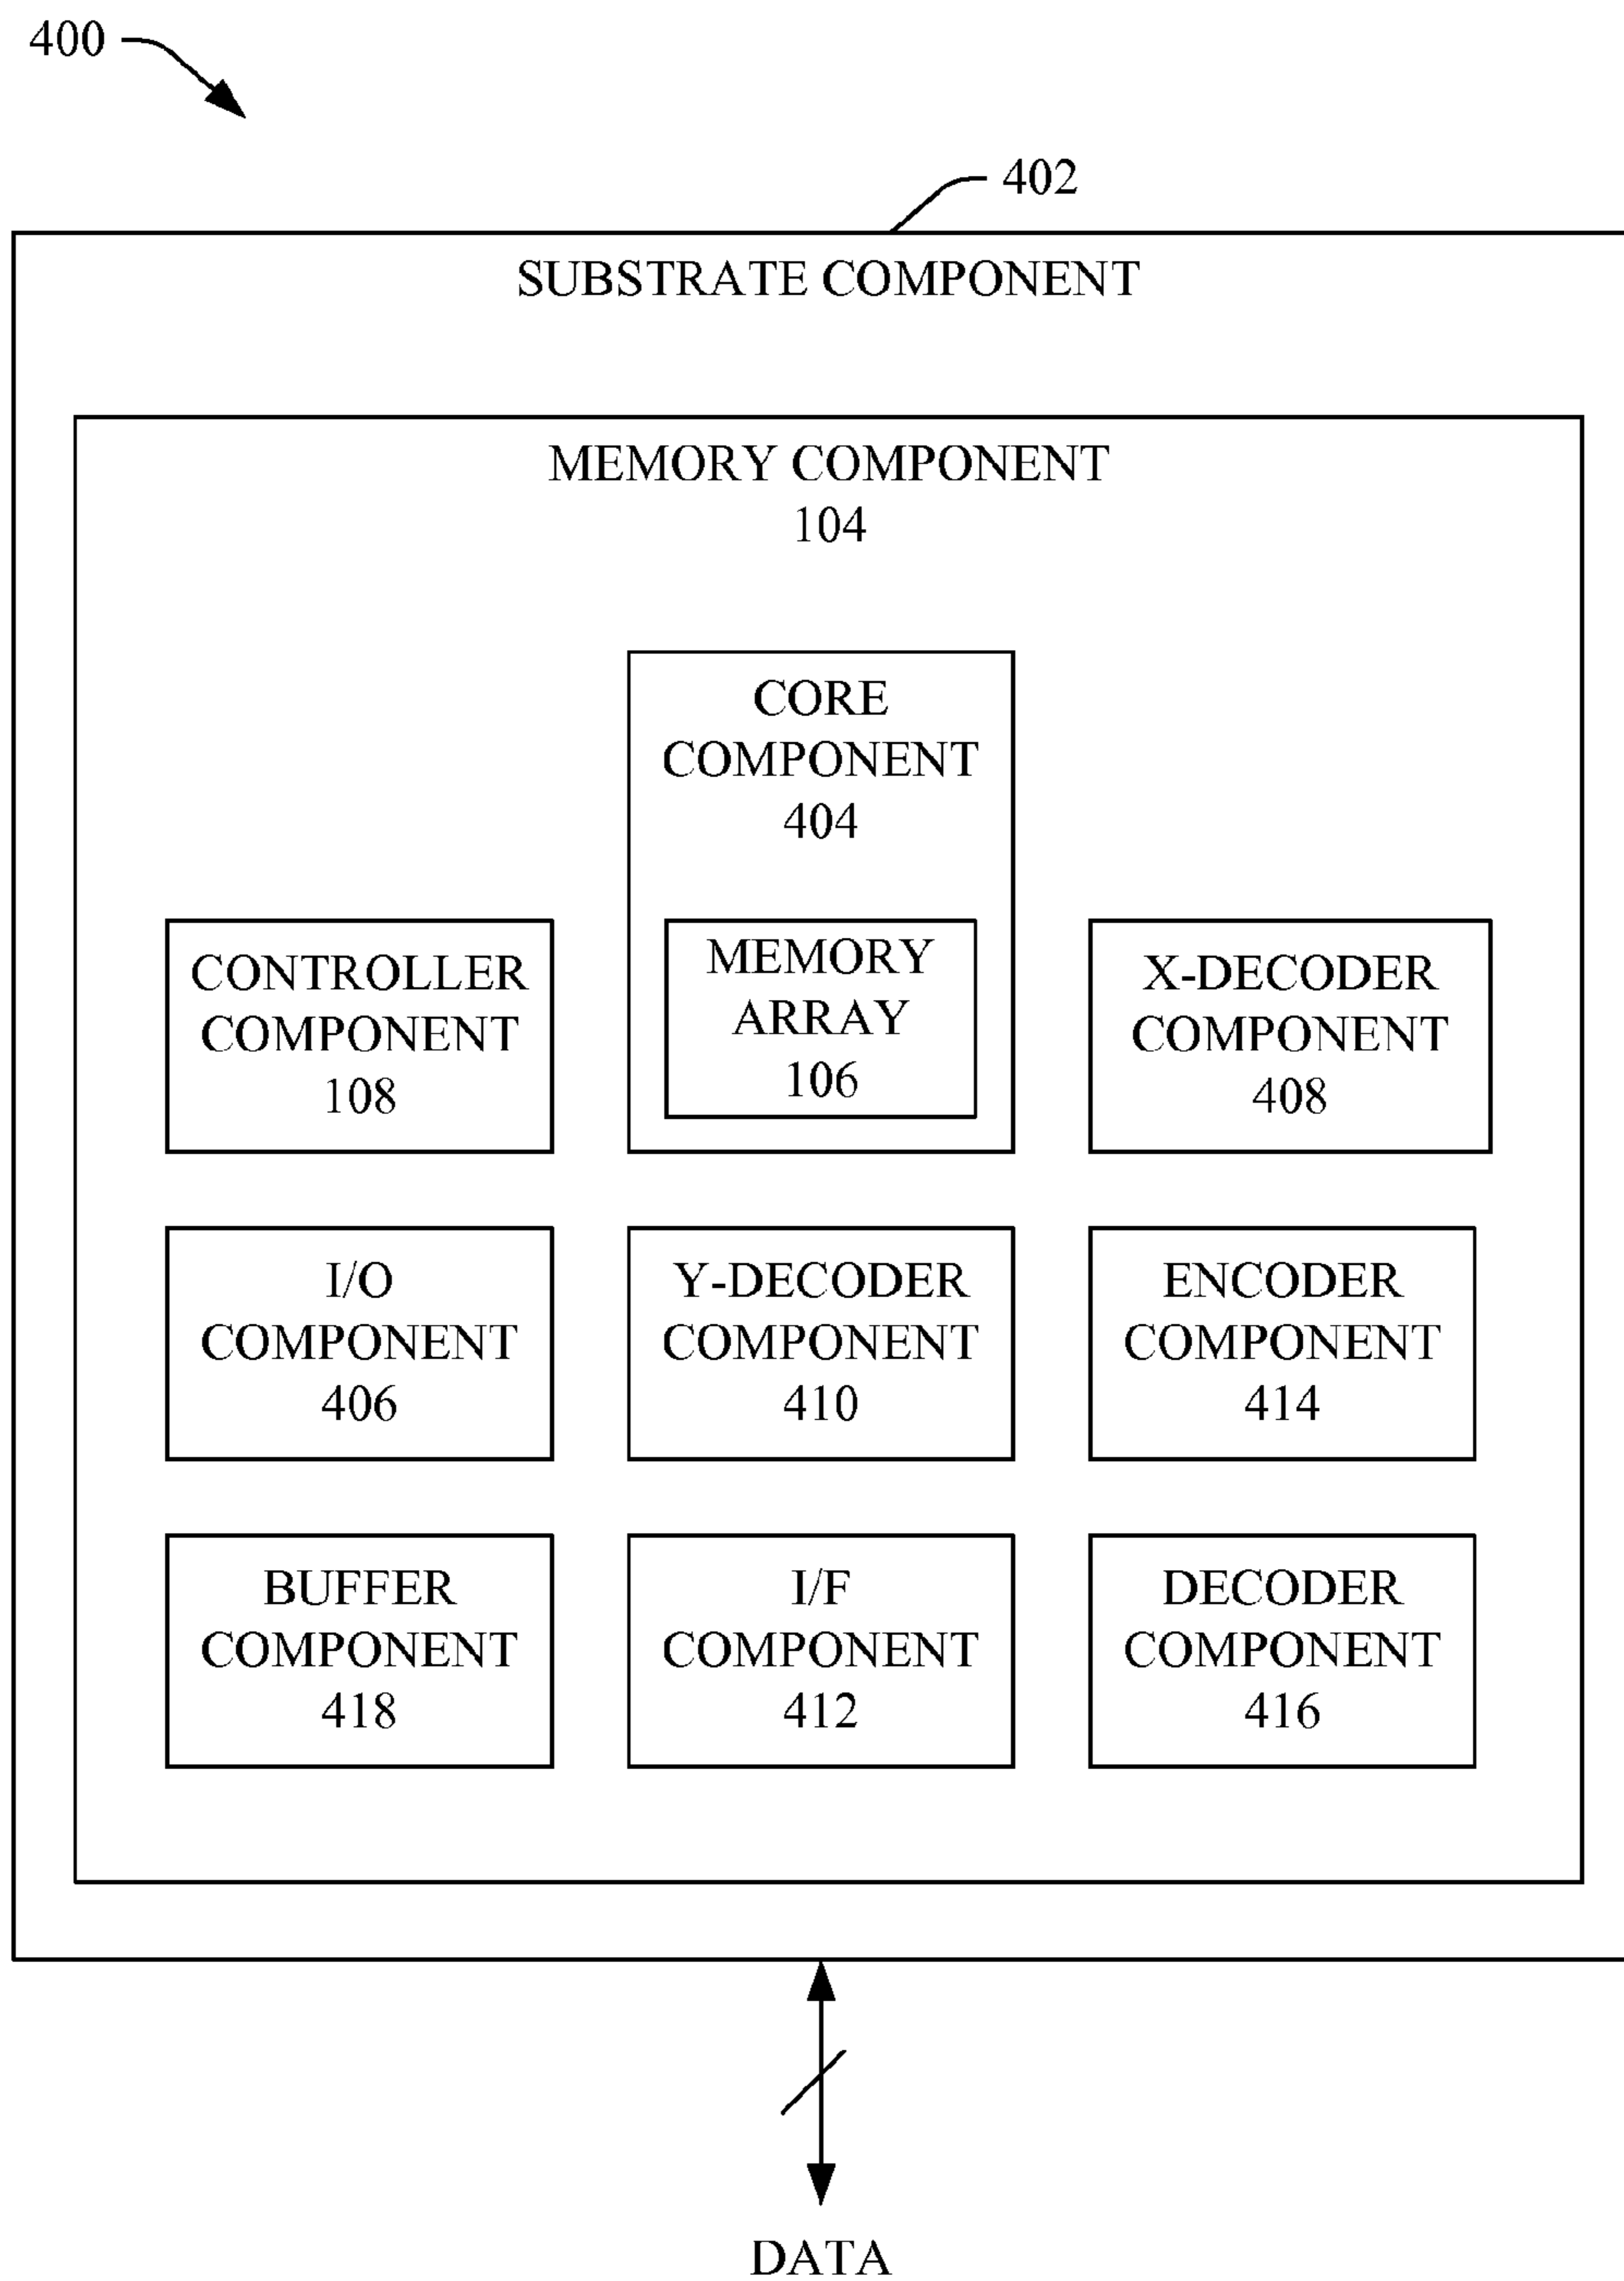 400
402
SUBSTRATE COMPONENT
MEMORY COMPONENT
104
CORE
COMPONENT
404
CONTROLLER
COMPONENT
108
MEMORY
ARRAY
106
X-DECODER
COMPONENT
408
I/O
COMPONENT
406
Y-DECODER
COMPONENT
410
ENCODER
COMPONENT
414
BUFFER
COMPONENT
418
I/F
COMPONENT
412
DECODER
COMPONENT
416
DATA